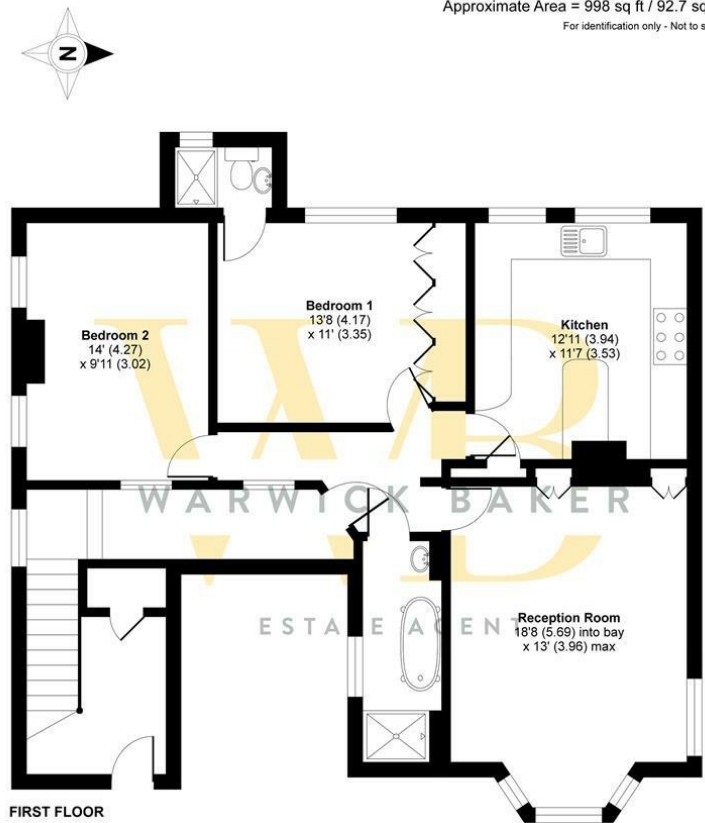 Approximate Area = 998 sq ft / 92.7 sq
For identification only - Not to s
N
Bedroom 1
13'8 (4.17)
x 11' (3.35)
Kitchen
12'11 (3.94)
x 11'7 (3.53)
Bedroom 2
14' (4.27)
x 9'11 (3.02)
WB
WARWICK BAKER
ESTATE AGENT
Reception Room
18'8 (5.69) into bay
x 13' (3.96) max
FIRST FLOOR